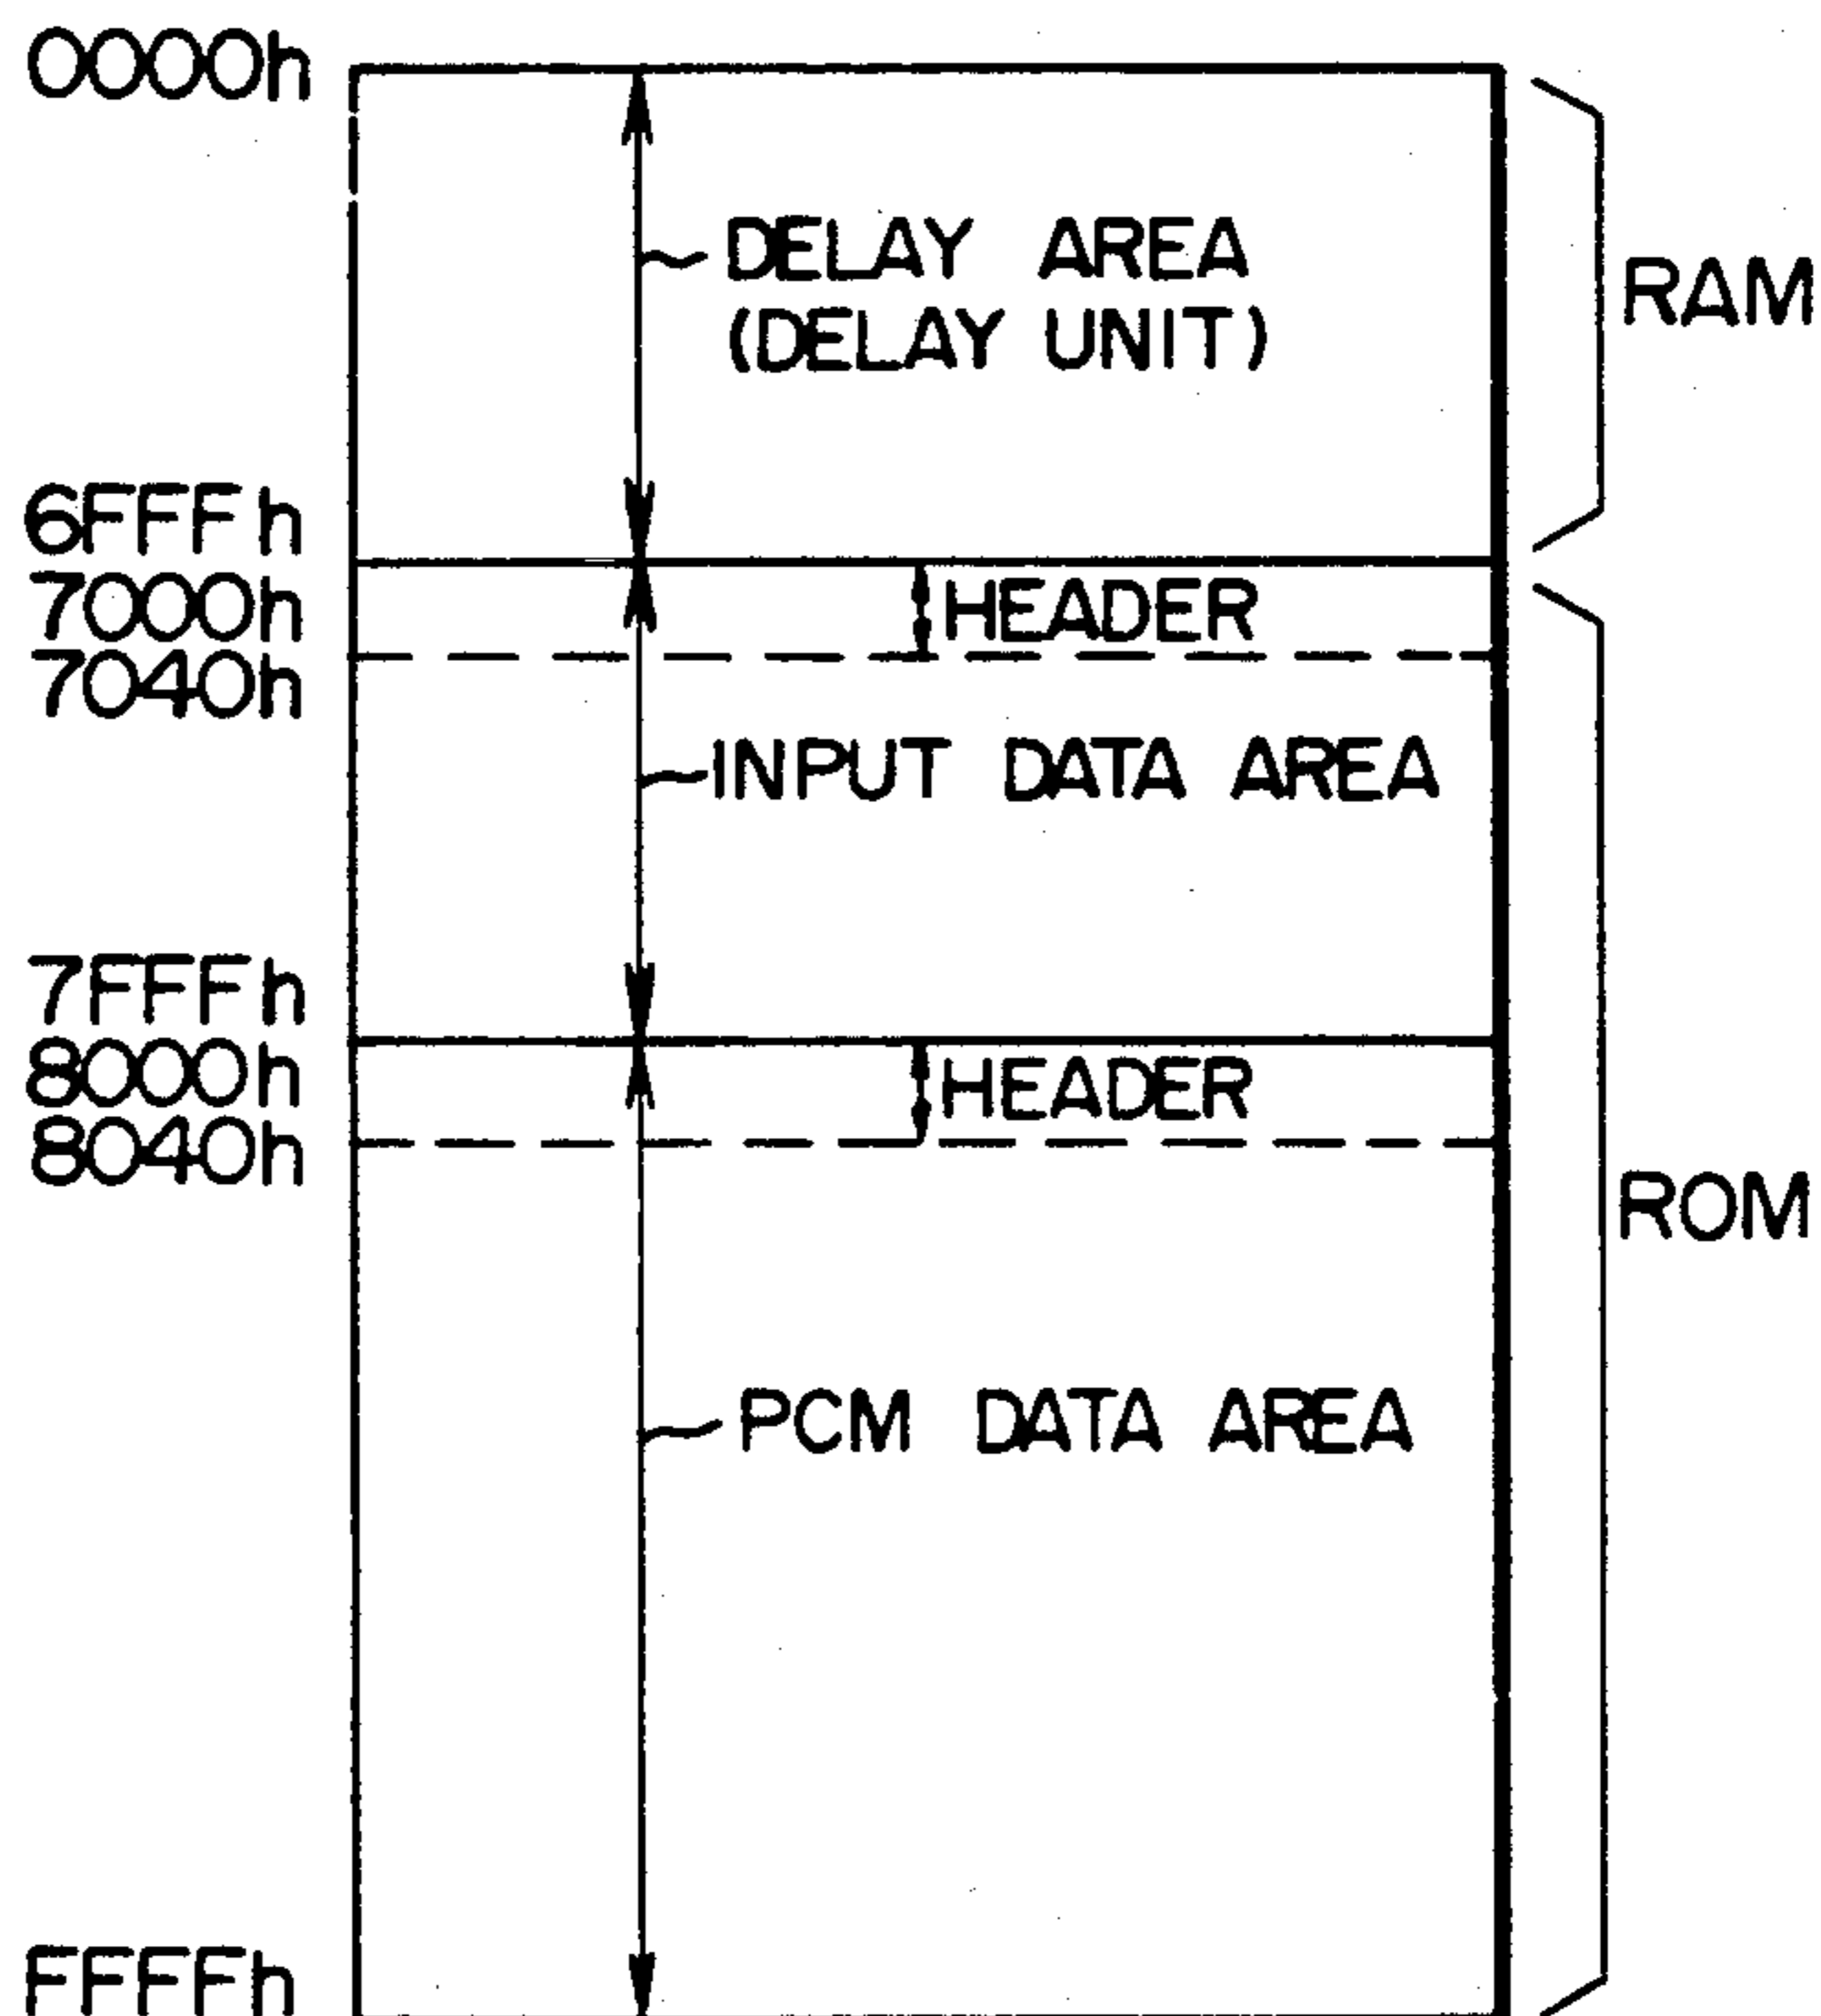 0000h
DELAY AREA
(DELAY UNIT)
RAM
6FFFh
7000h
HEADER
7040h
INPUT DATA AREA
7FFFh
8000h
HEADER
8040h
ROM
PCM DATA AREA
FFFFh